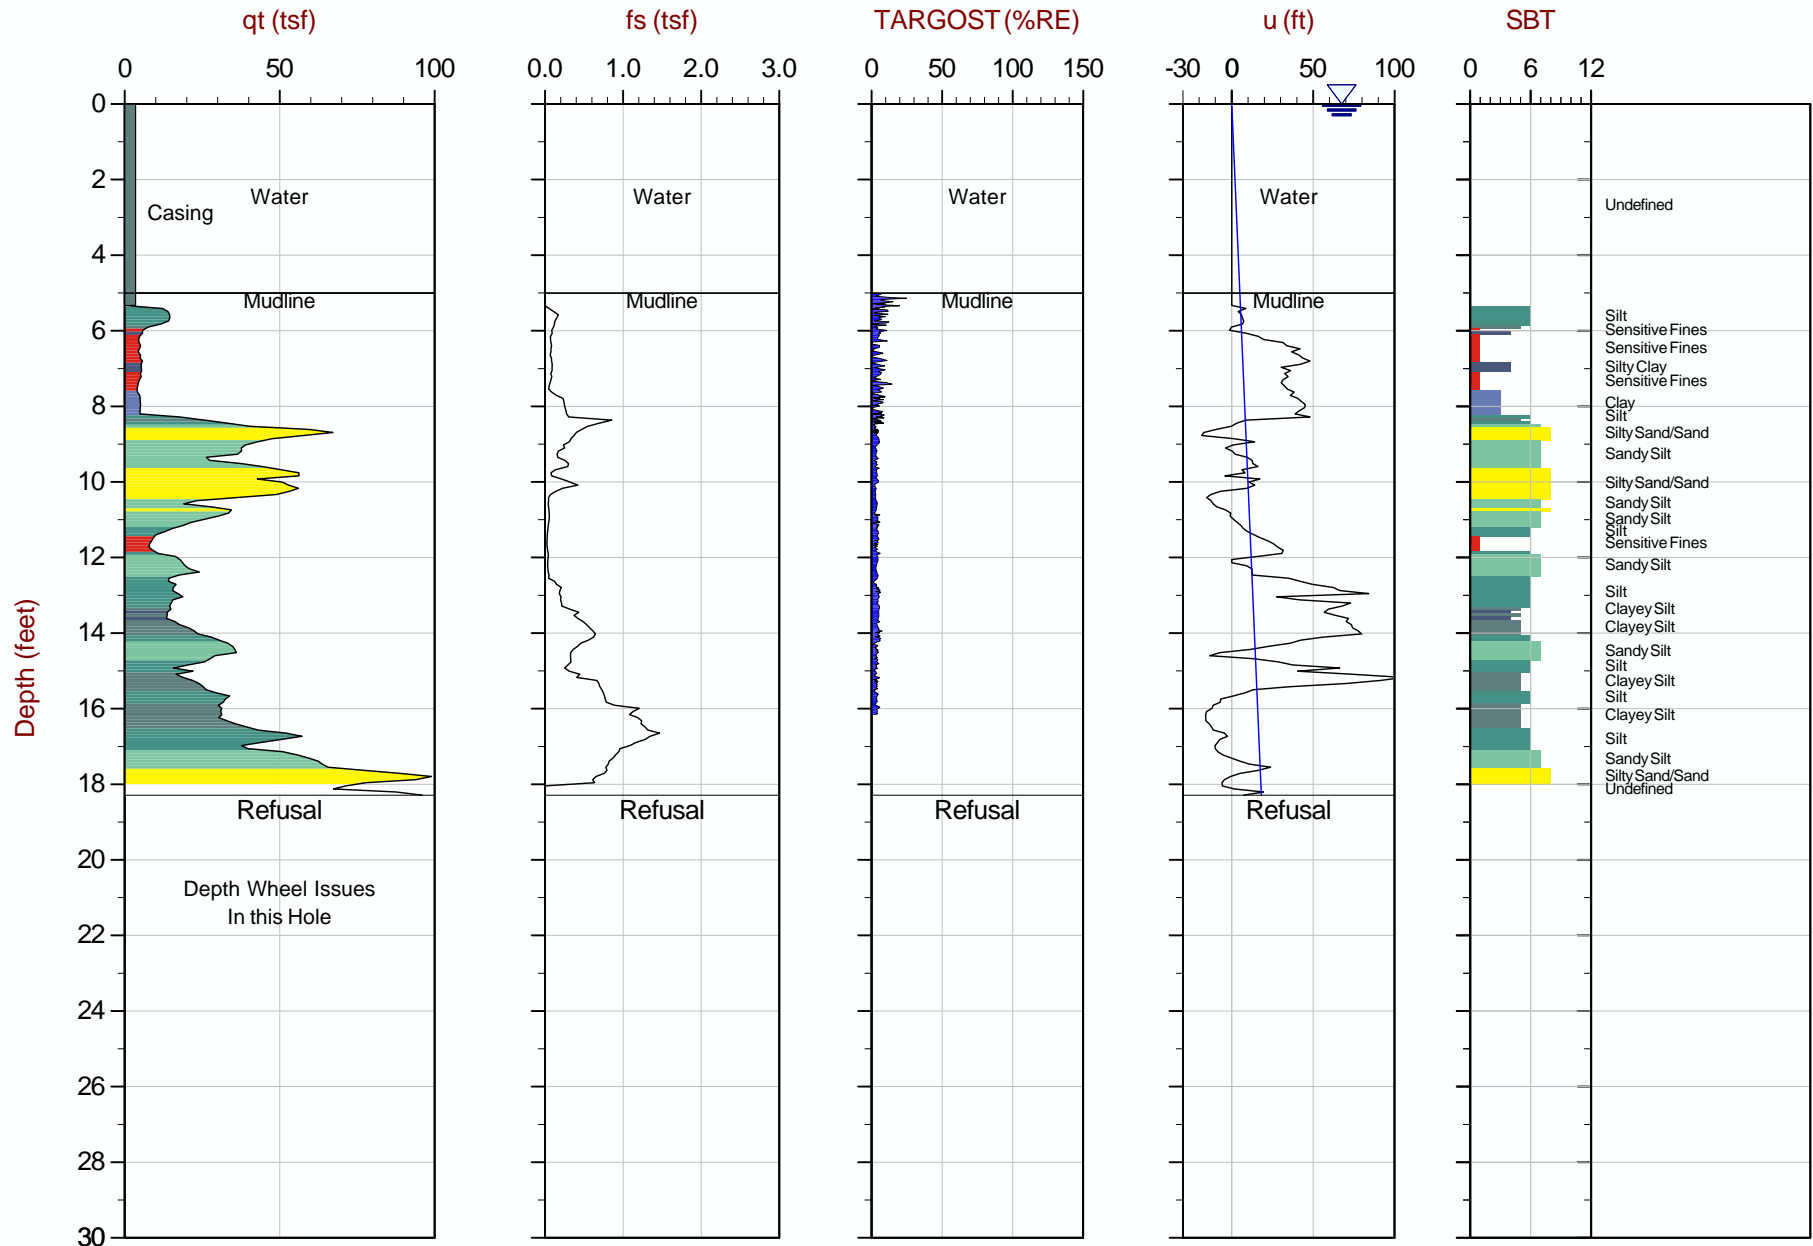 qt (tsf) fs (tsf) TARGOST (%RE) u (ft) SBT
0 50 100 0.0 1.0 2.0 3.0 0 50 100 150 -30 0 50 100 0 6 12
0
2
Water Water Water Water
Casing
Undefined
4
Mudline Mudline Mudline Mudline
Silt
6
Sensitive Fines
Sensitive Fines
Silty Clay
Sensitive Fines
8
Clay
Silt
Silty Sand/Sand
Sandy Silt
10
Silty Sand/Sand
Sandy Silt
Sandy Silt
Silt
Sensitive Fines
12
Sandy Silt
Silt
Clayey Silt
Clayey Silt
14
Sandy Silt
Silt
Clayey Silt
Silt
16
Clayey Silt
Silt
Sandy Silt
Silty Sand/Sand
18
Undefined
Refusal Refusal Refusal Refusal
Depth (feet)
20
Depth Wheel Issues
In this Hole
22
24
26
28
30